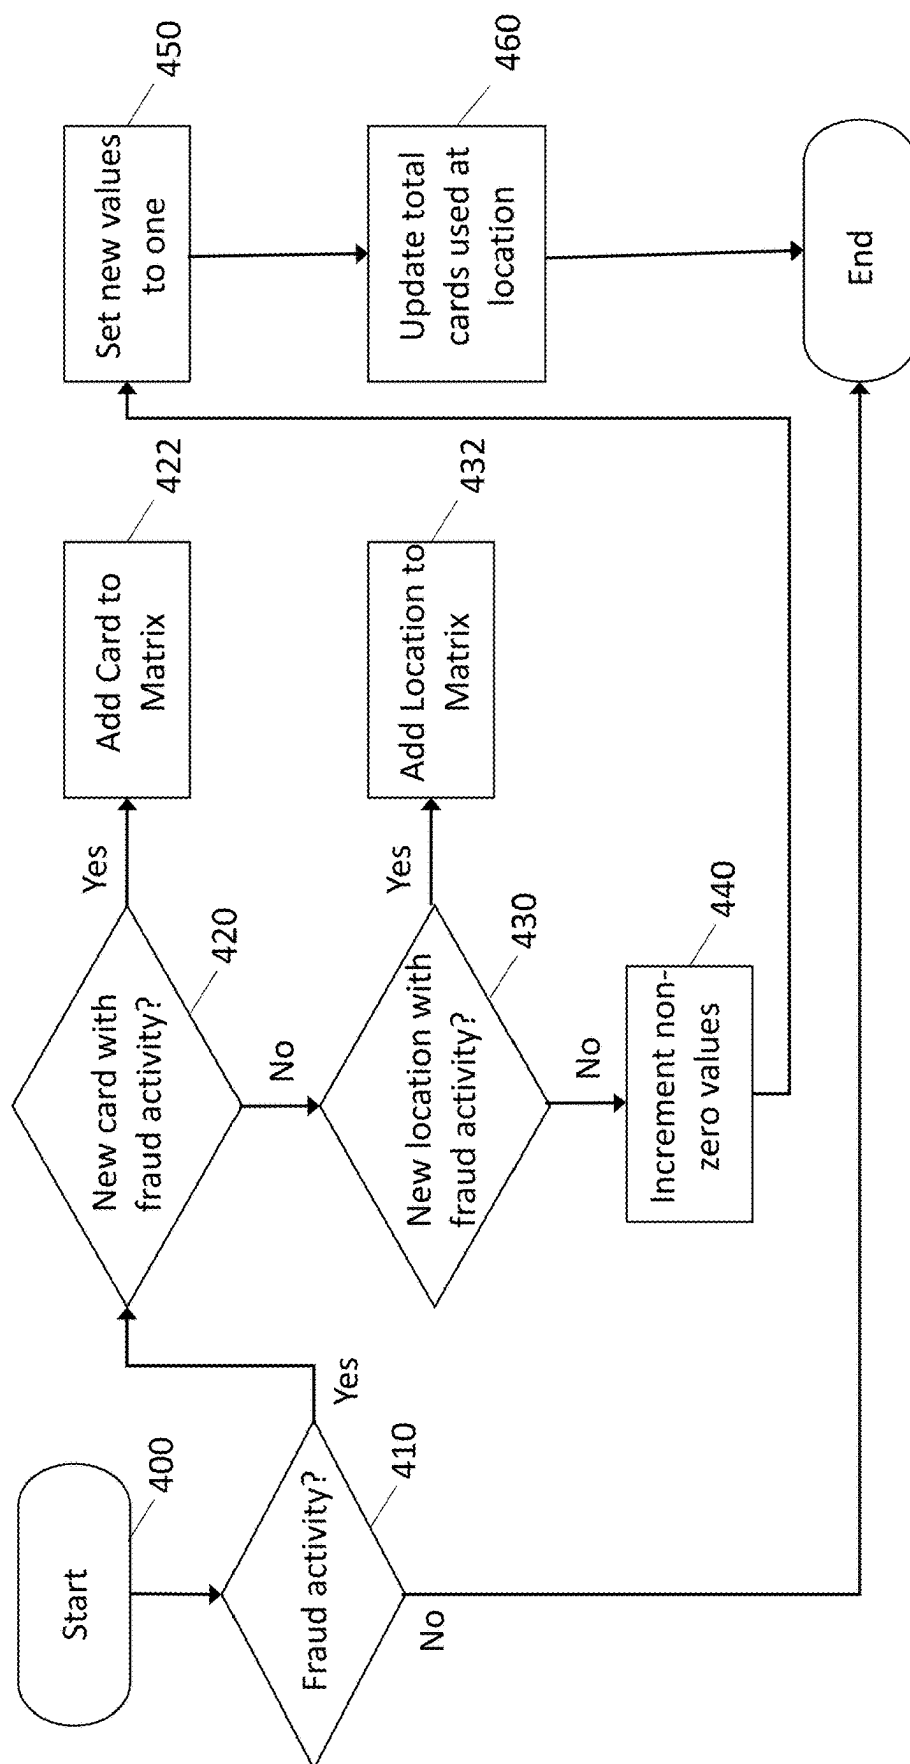 Start
400
Fraud activity?
410
Yes
No
New card with
fraud activity?
420
Yes
No
Add Card to
Matrix
422
New location with
fraud activity?
430
Yes
No
Add Location to
Matrix
432
Increment non-
zero values
440
Set new values
to one
450
Update total
cards used at
location
460
End